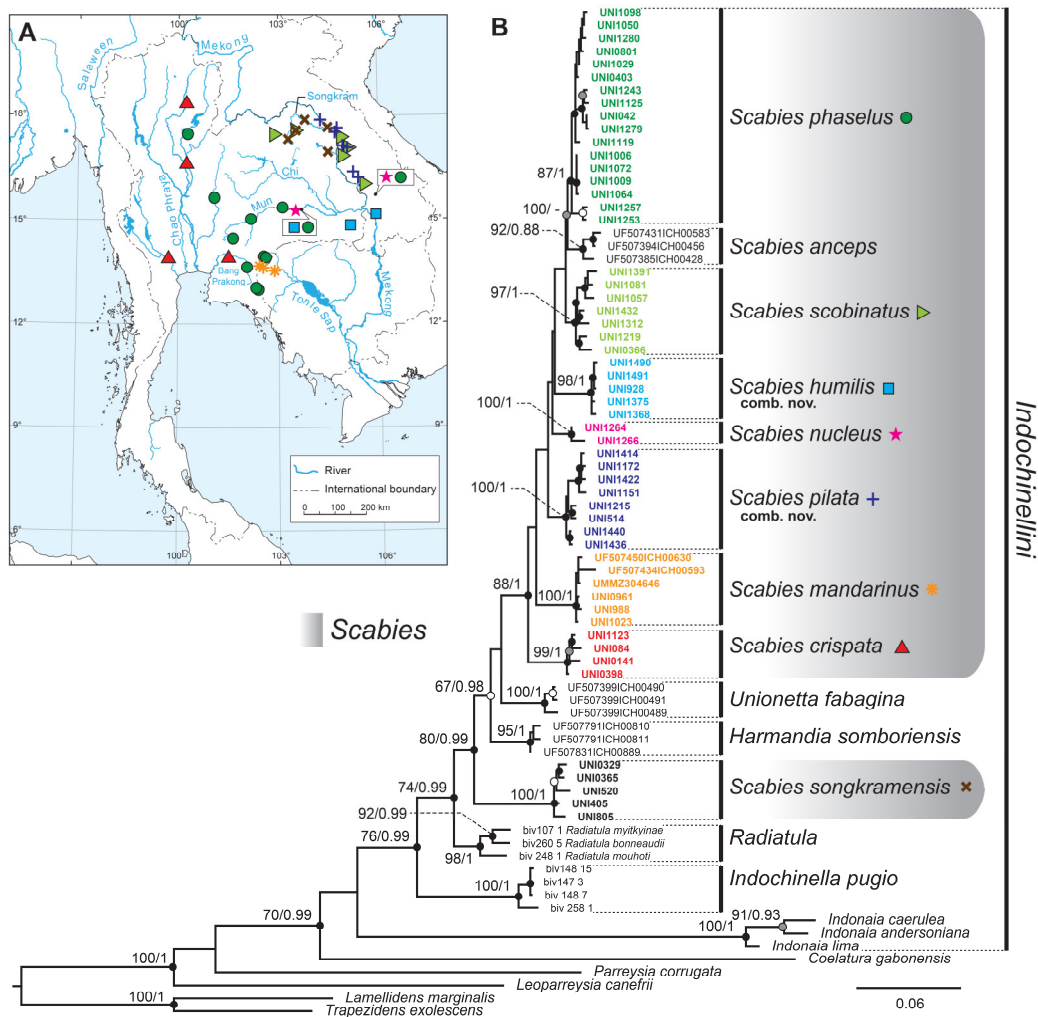 A
100°
103°
106°
Salaween
Mekong
Songkram
18°
Chi
Chao Phraya
Mun
15°
15°
Bang
Prakong
Tonle Sap
Mekong
12°
12°
9°
9°
River
International boundary
0 100 200 km
6°
6°
100°
103°
106°
B
UNI1098
UNI1050
UNI1280
UNI0801
UNI1029
UNI0403
UNI1243
UNI1125
UNI042
UNI1279
UNI1119
UNI1006
UNI1072
UNI1009
UNI1064
UNI1257
UNI1253
87/1
100/
Scabies phaselus
UF507431ICH00583
UF507394ICH00456
UF507385ICH00428
92/0.88
Scabies anceps
UNI1391
UNI1081
UNI1057
UNI1432
UNI1312
UNI1219
UNI0366
97/1
Scabies scobinatus
UNI1490
UNI1491
UNI928
UNI1375
UNI1368
98/1
Scabies humilis
comb. nov.
UNI1264
UNI1266
100/1
Scabies nucleus
UNI1414
UNI1172
UNI1422
UNI1151
UNI1215
UNI514
UNI1440
UNI1436
100/1
Scabies pilata
comb. nov.
UF507450ICH00630
UF507434ICH00593
UMMZ304646
UNI0961
UNI988
UNI1023
88/1
100/1
Scabies mandarinus
UNI1123
UNI084
UNI0141
UNI0398
99/1
Scabies crispata
Scabies
UF507399ICH00490
UF507399ICH00491
UF507399ICH00489
67/0.98
100/1
Unionetta fabagina
UF507791ICH00810
UF507791ICH00811
UF507831ICH00889
95/1
Harmandia somboriensis
80/0.99
UNI0329
UNI0365
UNI520
UNI405
UNI805
100/1
Scabies songkramensis
74/0.99
92/0.99
biv107 1 Radiatula myitkyinae
biv260 5 Radiatula bonneaudii
biv 248 1 Radiatula mouhoti
98/1
Radiatula
76/0.99
biv148 15
biv147 3
biv 148 7
biv 258 1
100/1
Indochinella pugio
Indochinellini
70/0.99
91/0.93
100/1
Indonaia caerulea
Indonaia andersoniana
Indonaia lima
Coelatura gabonensis
100/1
Parreysia corrugata
Leoparreysia canefrii
100/1
Lamellidens marginalis
Trapezidens exolescens
0.06